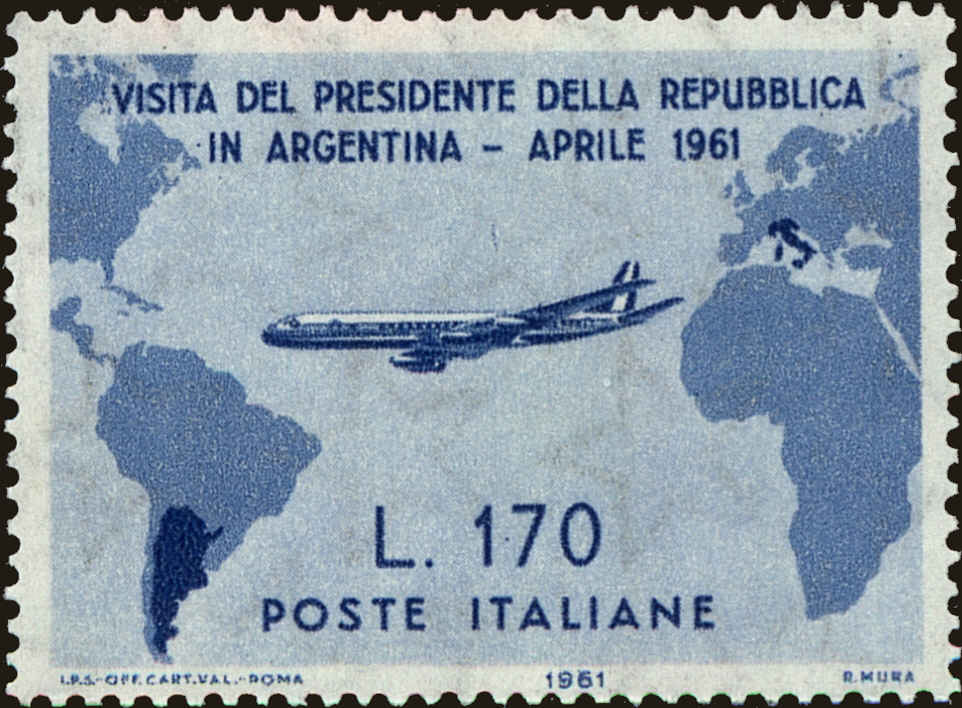 VISITA DEL PRESIDENTE DELLA REPUBBLICA
IN ARGENTINA – APRILE 1961
L. 170
POSTE ITALIANE
I.P.S.-OFF.CART.VAL.-ROMA 1961 R.MURA